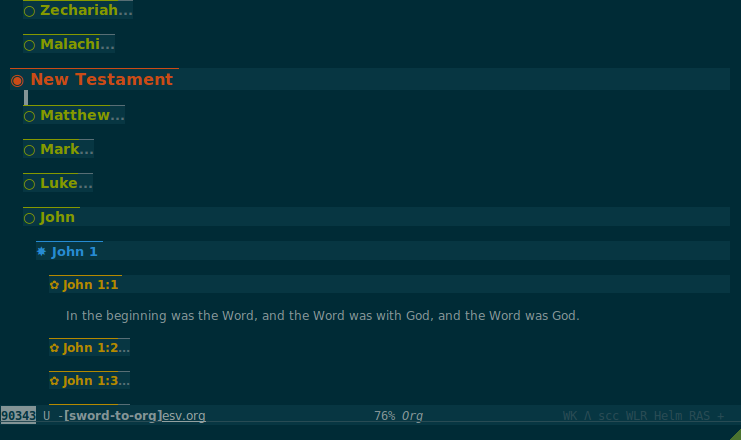 ○ Zechariah...
○ Malachi...
◉ New Testament
○ Matthew...
○ Mark...
○ Luke...
○ John
✸ John 1
✿ John 1:1
In the beginning was the Word, and the Word was with God, and the Word was God.
✿ John 1:2...
✿ John 1:3...
90343 U -[sword-to-org]esv.org 76% Org WK Λ scc WLR Helm RAS +